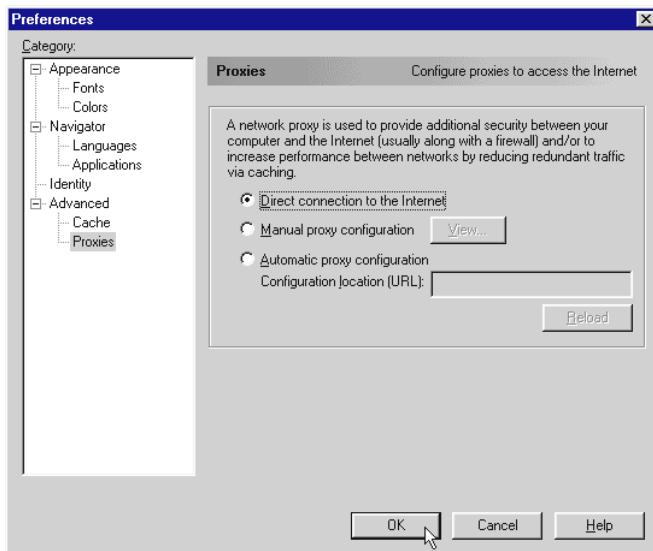 Preferences
Category:
Appearance
Fonts
Colors
Navigator
Languages
Applications
Identity
Advanced
Cache
Proxies
Proxies Configure proxies to access the Internet
A network proxy is used to provide additional security between your
computer and the Internet (usually along with a firewall) and/or to
increase performance between networks by reducing redundant traffic
via caching.
Direct connection to the Internet
Manual proxy configuration View...
Automatic proxy configuration
Configuration location (URL):
Reload
OK Cancel Help